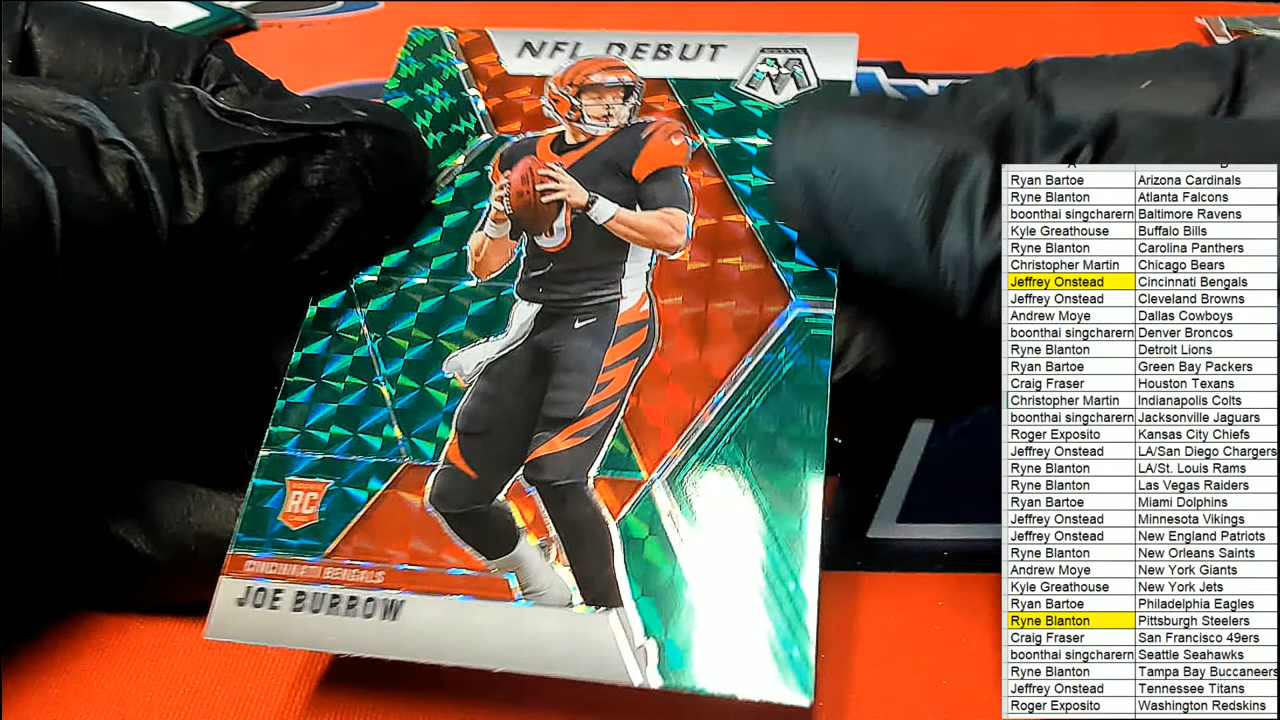 NFL DEBUT
MOSAIC
M
ROOKIE
RC
CARD
CINCINNATI BENGALS
JOE BURROW
A B
Ryan Bartoe Arizona Cardinals
Ryne Blanton Atlanta Falcons
boonthai singcharern Baltimore Ravens
Kyle Greathouse Buffalo Bills
Ryne Blanton Carolina Panthers
Christopher Martin Chicago Bears
Jeffrey Onstead Cincinnati Bengals
Jeffrey Onstead Cleveland Browns
Andrew Moye Dallas Cowboys
boonthai singcharern Denver Broncos
Ryne Blanton Detroit Lions
Ryan Bartoe Green Bay Packers
Craig Fraser Houston Texans
Christopher Martin Indianapolis Colts
boonthai singcharern Jacksonville Jaguars
Roger Exposito Kansas City Chiefs
Jeffrey Onstead LA/San Diego Chargers
Ryne Blanton LA/St. Louis Rams
Ryne Blanton Las Vegas Raiders
Ryan Bartoe Miami Dolphins
Jeffrey Onstead Minnesota Vikings
Jeffrey Onstead New England Patriots
Ryne Blanton New Orleans Saints
Andrew Moye New York Giants
Kyle Greathouse New York Jets
Ryan Bartoe Philadelphia Eagles
Ryne Blanton Pittsburgh Steelers
Craig Fraser San Francisco 49ers
boonthai singcharern Seattle Seahawks
Ryne Blanton Tampa Bay Buccaneers
Jeffrey Onstead Tennessee Titans
Roger Exposito Washington Redskins